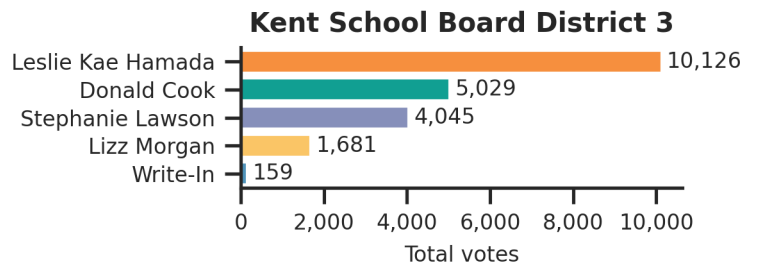 Kent School Board District 3
Leslie Kae Hamada 10,126
Donald Cook 5,029
Stephanie Lawson 4,045
Lizz Morgan 1,681
Write-In 159
0 2,000 4,000 6,000 8,000 10,000
Total votes